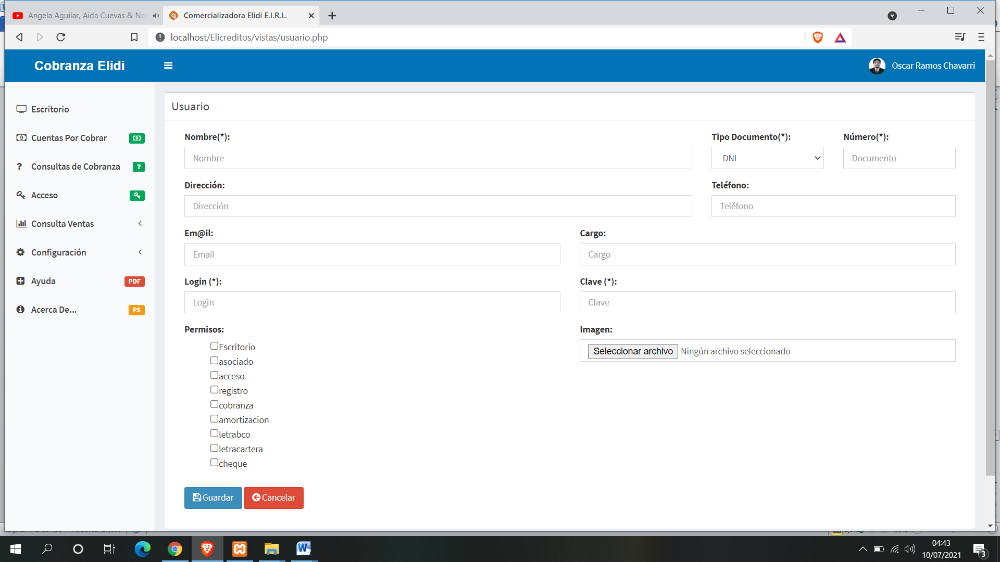 Angela Aguilar, Aida Cuevas & Na
Comercializadora Elidi E.I.R.L.
localhost/Elicreditos/vistas/usuario.php
Cobranza Elidi
Oscar Ramos Chavarri
Escritorio
Cuentas Por Cobrar
Consultas de Cobranza ?
Acceso
Consulta Ventas
Configuración
Ayuda PDF
Acerca De... PS
Usuario
Nombre(*): Tipo Documento(*): Número(*):
Nombre DNI Documento
Dirección: Teléfono:
Dirección Teléfono
Em@il: Cargo:
Email Cargo
Login (*): Clave (*):
Login Clave
Permisos: Imagen:
Seleccionar archivo Ningún archivo seleccionado
Escritorio
asociado
acceso
registro
cobranza
amortizacion
letrabco
letracartera
cheque
Guardar Cancelar
04:43
10/07/2021
3